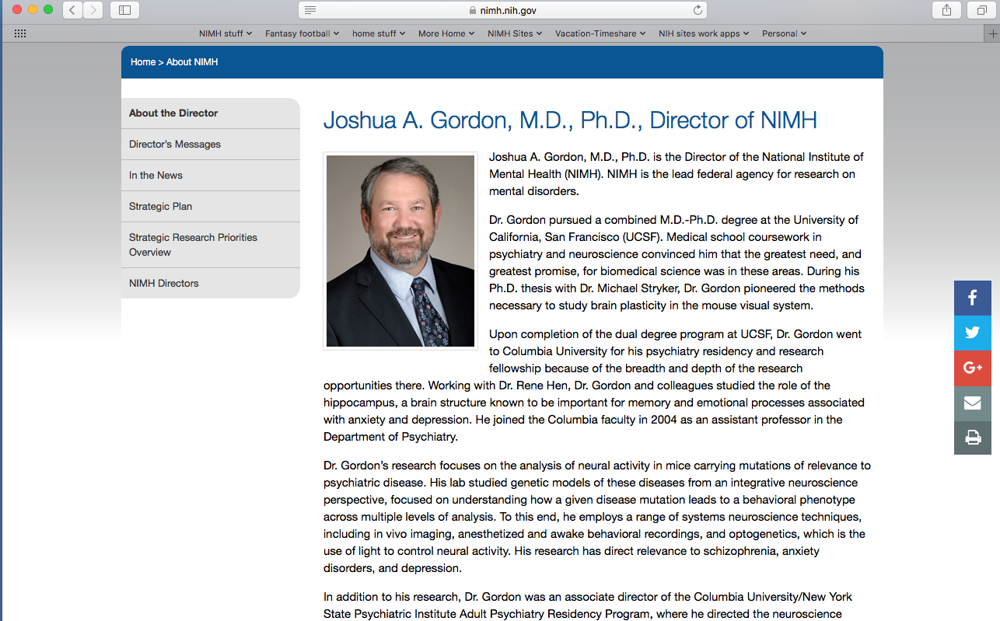 nimh.nih.gov
NIMH stuff Fantasy football home stuff More Home NIMH Sites Vacation-Timeshare NIH sites work apps Personal
Home > About NIMH
About the Director
Director's Messages
In the News
Strategic Plan
Strategic Research Priorities
Overview
NIMH Directors
Joshua A. Gordon, M.D., Ph.D., Director of NIMH
Joshua A. Gordon, M.D., Ph.D. is the Director of the National Institute of
Mental Health (NIMH). NIMH is the lead federal agency for research on
mental disorders.
Dr. Gordon pursued a combined M.D.-Ph.D. degree at the University of
California, San Francisco (UCSF). Medical school coursework in
psychiatry and neuroscience convinced him that the greatest need, and
greatest promise, for biomedical science was in these areas. During his
Ph.D. thesis with Dr. Michael Stryker, Dr. Gordon pioneered the methods
necessary to study brain plasticity in the mouse visual system.
Upon completion of the dual degree program at UCSF, Dr. Gordon went
to Columbia University for his psychiatry residency and research
fellowship because of the breadth and depth of the research
opportunities there. Working with Dr. Rene Hen, Dr. Gordon and colleagues studied the role of the
hippocampus, a brain structure known to be important for memory and emotional processes associated
with anxiety and depression. He joined the Columbia faculty in 2004 as an assistant professor in the
Department of Psychiatry.
Dr. Gordon's research focuses on the analysis of neural activity in mice carrying mutations of relevance to
psychiatric disease. His lab studied genetic models of these diseases from an integrative neuroscience
perspective, focused on understanding how a given disease mutation leads to a behavioral phenotype
across multiple levels of analysis. To this end, he employs a range of systems neuroscience techniques,
including in vivo imaging, anesthetized and awake behavioral recordings, and optogenetics, which is the
use of light to control neural activity. His research has direct relevance to schizophrenia, anxiety
disorders, and depression.
In addition to his research, Dr. Gordon was an associate director of the Columbia University/New York
State Psychiatric Institute Adult Psychiatry Residency Program, where he directed the neuroscience
f
G+